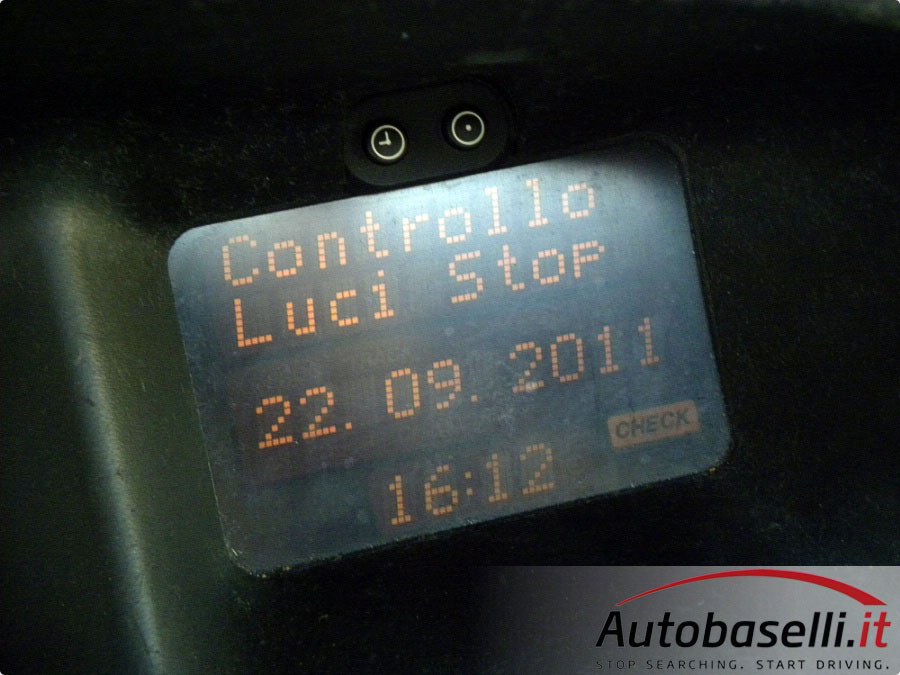 Controllo
Luci Stop
22.09.2011
CHECK
16:12
Autobaselli.it
STOP SEARCHING. START DRIVING.